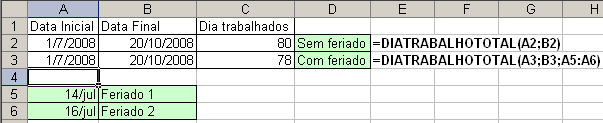 A B C D E F G H
1 Data Inicial Data Final Dia trabalhados
2 1/7/2008 20/10/2008 80 Sem feriado =DIATRABALHOTOTAL(A2;B2)
3 1/7/2008 20/10/2008 78 Com feriado =DIATRABALHOTOTAL(A3;B3;A5:A6)
4
5 14/jul Feriado 1
6 16/jul Feriado 2